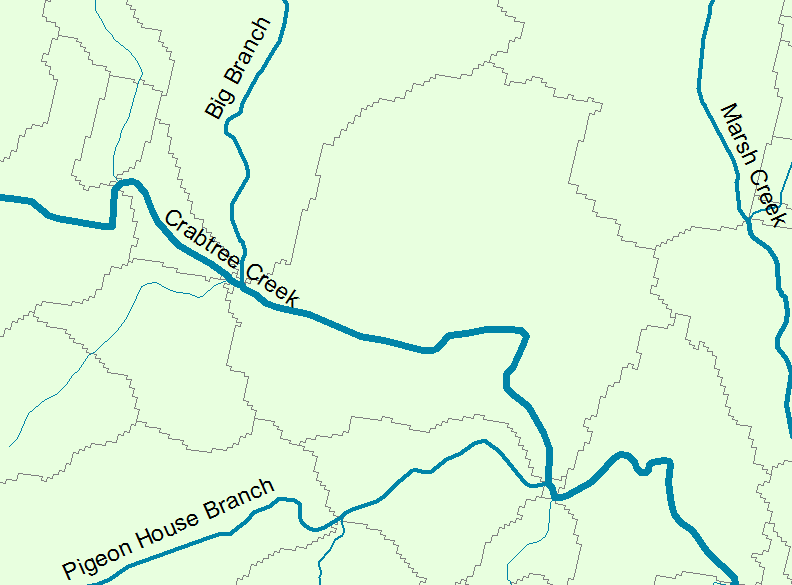 Big Branch
Marsh Creek
Crabtree Creek
Pigeon House Branch